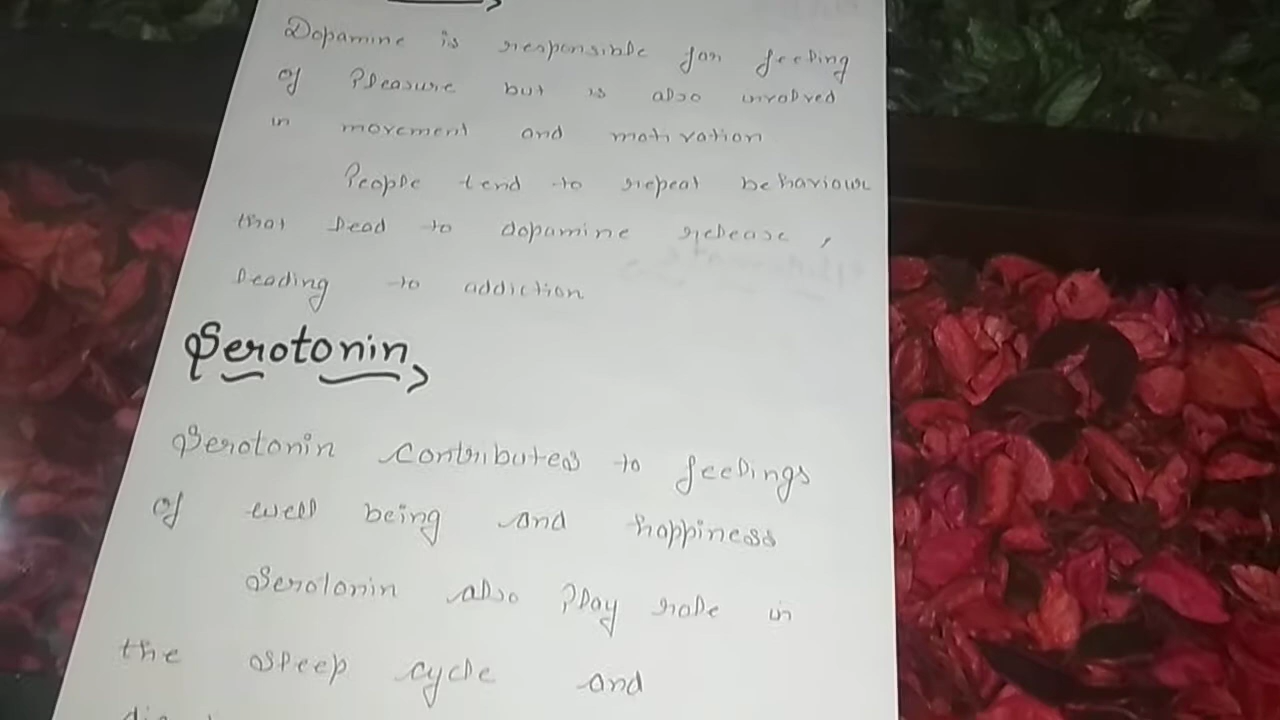 Dopamine is responsible for feeling
of Pleasure but is also involved
in movement and motivation
People tend to repeat behaviour
that lead to dopamine release,
leading to addiction
Serotonin
Serotonin contributes to feelings
of well being and happiness
Serotonin also Play role in
the sleep cycle and